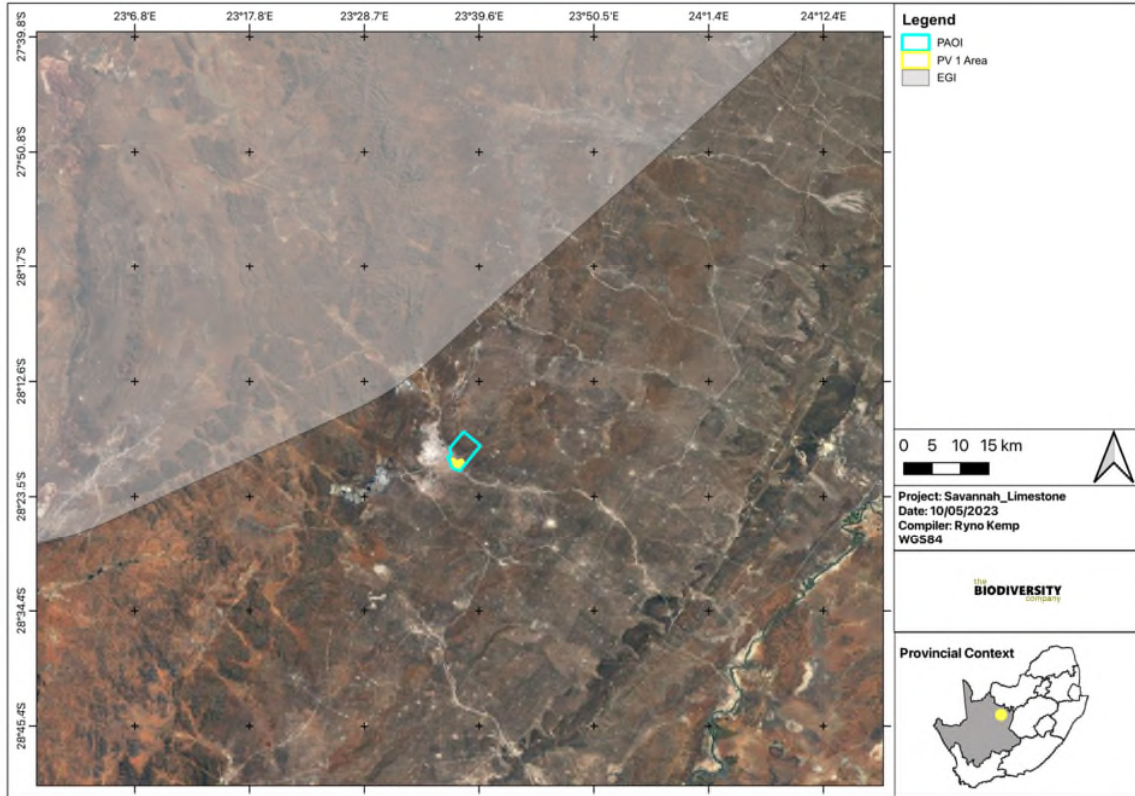 23°6.8'E 23°17.8'E 23°28.7'E 23°39.6'E 23°50.5'E 24°1.4'E 24°12.4'E
27°39.8'S
27°50.8'S
28°1.7'S
28°12.6'S
28°23.5'S
28°34.4'S
28°45.4'S
Legend
PAOI
PV 1 Area
EGI
0 5 10 15 km
Project: Savannah_Limestone
Date: 10/05/2023
Compiler: Ryno Kemp
WGS84
the
BIODIVERSITY
company
Provincial Context